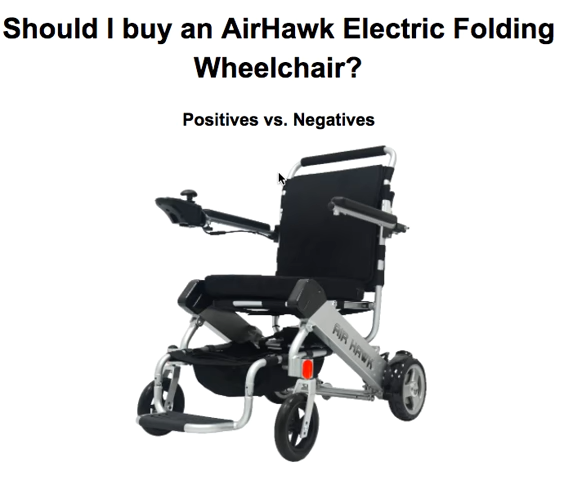 Should I buy an AirHawk Electric Folding
Wheelchair?
Positives vs. Negatives
AIR HAWK